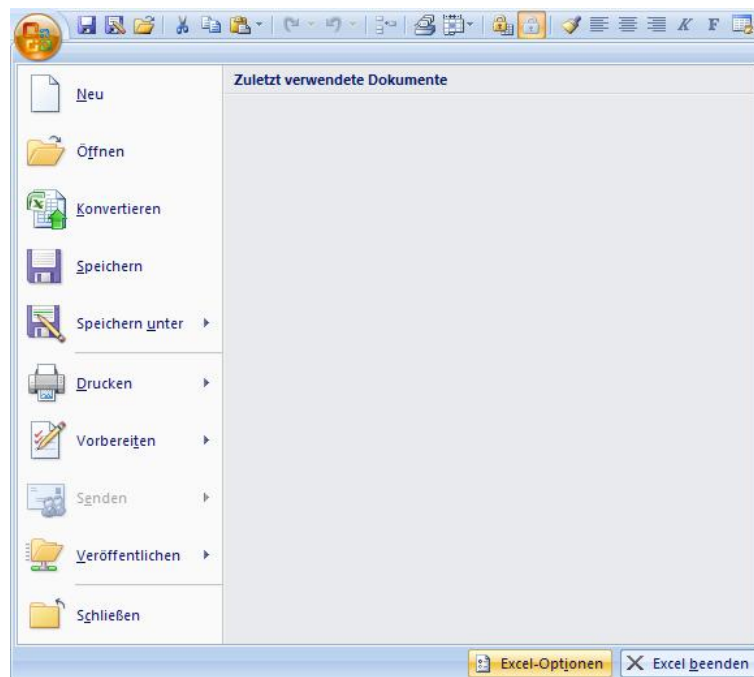 K F
Zuletzt verwendete Dokumente
Neu
Öffnen
Konvertieren
Speichern
Speichern unter
Drucken
Vorbereiten
Senden
Veröffentlichen
Schließen
Excel-Optionen
Excel beenden